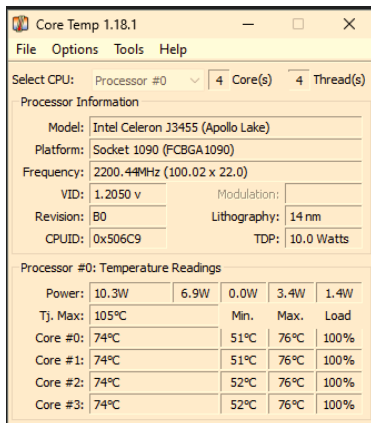 Core Temp 1.18.1
File Options Tools Help
Select CPU: Processor #0 4 Core(s) 4 Thread(s)
Processor Information
Model: Intel Celeron J3455 (Apollo Lake)
Platform: Socket 1090 (FCBGA1090)
Frequency: 2200.44MHz (100.02 x 22.0)
VID: 1.2050 v Modulation:
Revision: B0 Lithography: 14 nm
CPUID: 0x506C9 TDP: 10.0 Watts
Processor #0: Temperature Readings
Power: 10.3W 6.9W 0.0W 3.4W 1.4W
Tj. Max: 105°C Min. Max. Load
Core #0: 74°C 51°C 76°C 100%
Core #1: 74°C 51°C 76°C 100%
Core #2: 74°C 52°C 76°C 100%
Core #3: 74°C 52°C 76°C 100%